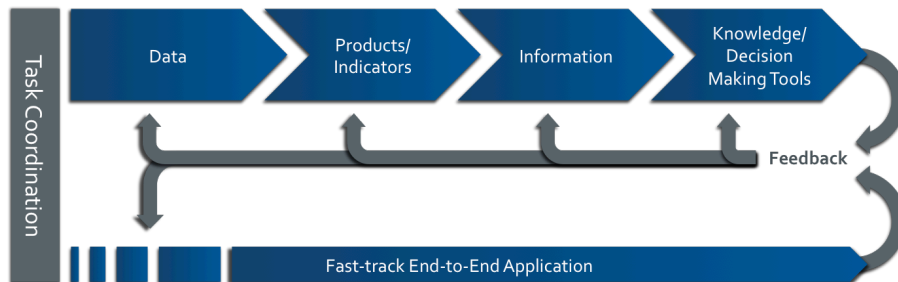 Task Coordination
Data
Products/
Indicators
Information
Knowledge/
Decision
Making Tools
Feedback
Fast-track End-to-End Application